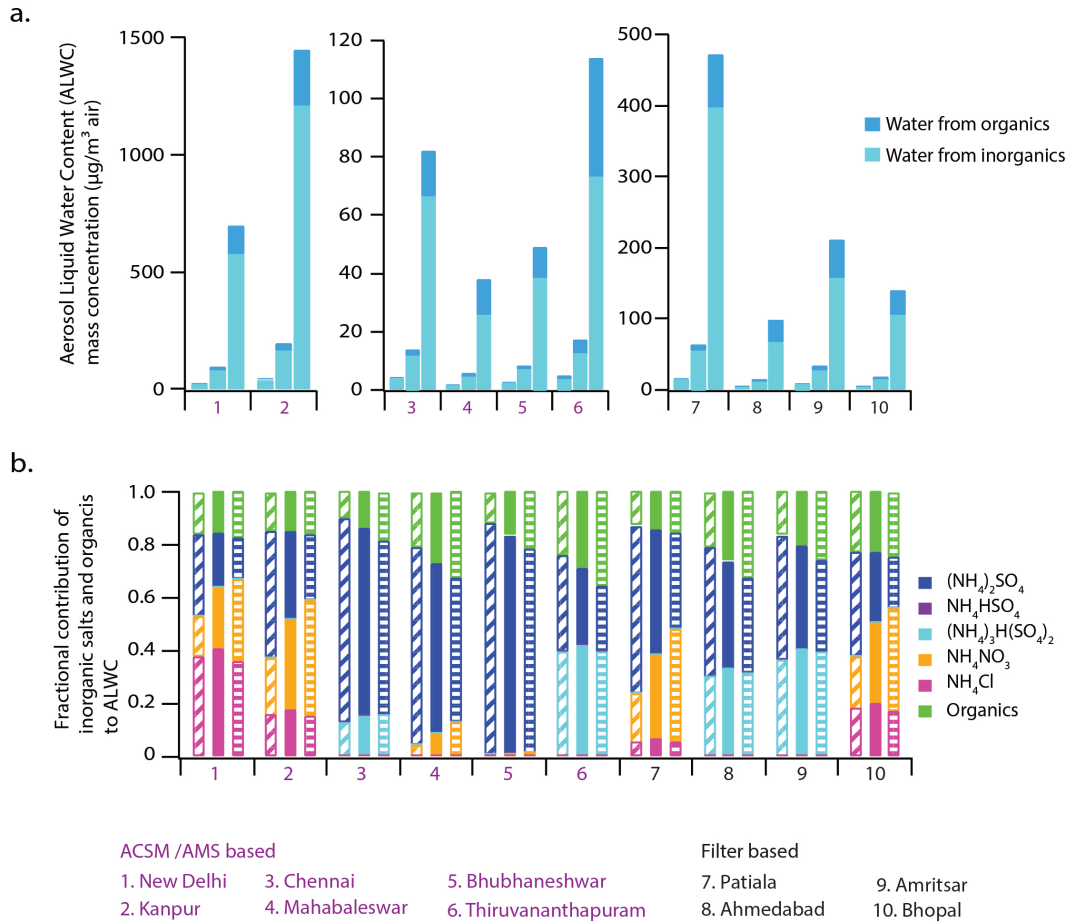 a.
Aerosol Liquid Water Content (ALWC)
mass concentration (µg/m³ air)
1500
1000
500
0
1
2
120
100
80
60
40
20
0
3
4
5
6
500
400
300
200
100
0
7
8
9
10
Water from organics
Water from inorganics
b.
Fractional contribution of
inorganic salts and organcis
to ALWC
1.0
0.8
0.6
0.4
0.2
0
1
2
3
4
5
6
7
8
9
10
(NH₄)₂SO₄
NH₄HSO₄
(NH₄)₃H(SO₄)₂
NH₄NO₃
NH₄Cl
Organics
ACSM /AMS based
1. New Delhi
2. Kanpur
3. Chennai
4. Mahabaleswar
5. Bhubhaneshwar
6. Thiruvananthapuram
Filter based
7. Patiala
8. Ahmedabad
9. Amritsar
10. Bhopal